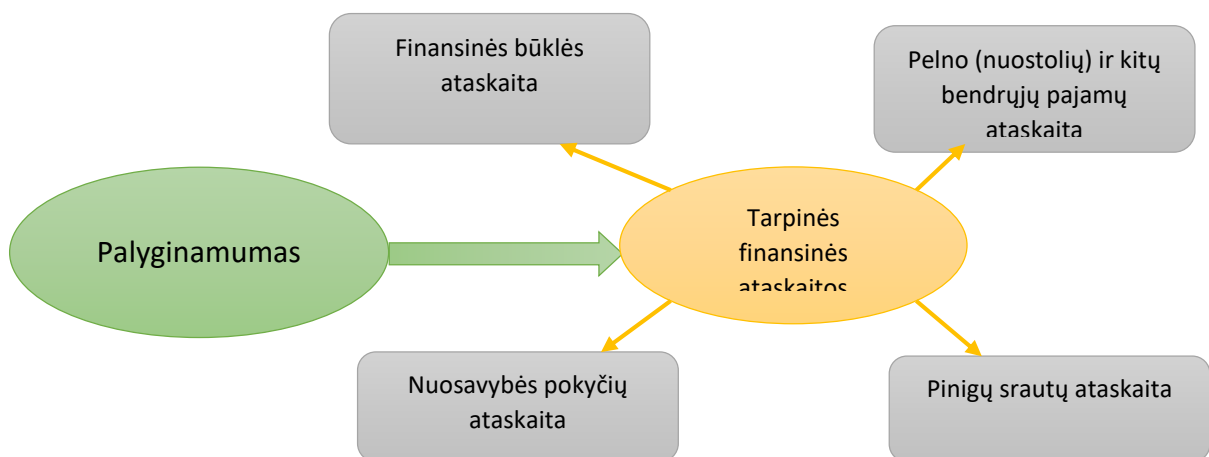 Finansinės būklės
ataskaita
Pelno (nuostolių) ir kitų
bendrųjų pajamų
ataskaita
Palyginamumas
Tarpinės
finansinės
ataskaitos
Nuosavybės pokyčių
ataskaita
Pinigų srautų ataskaita